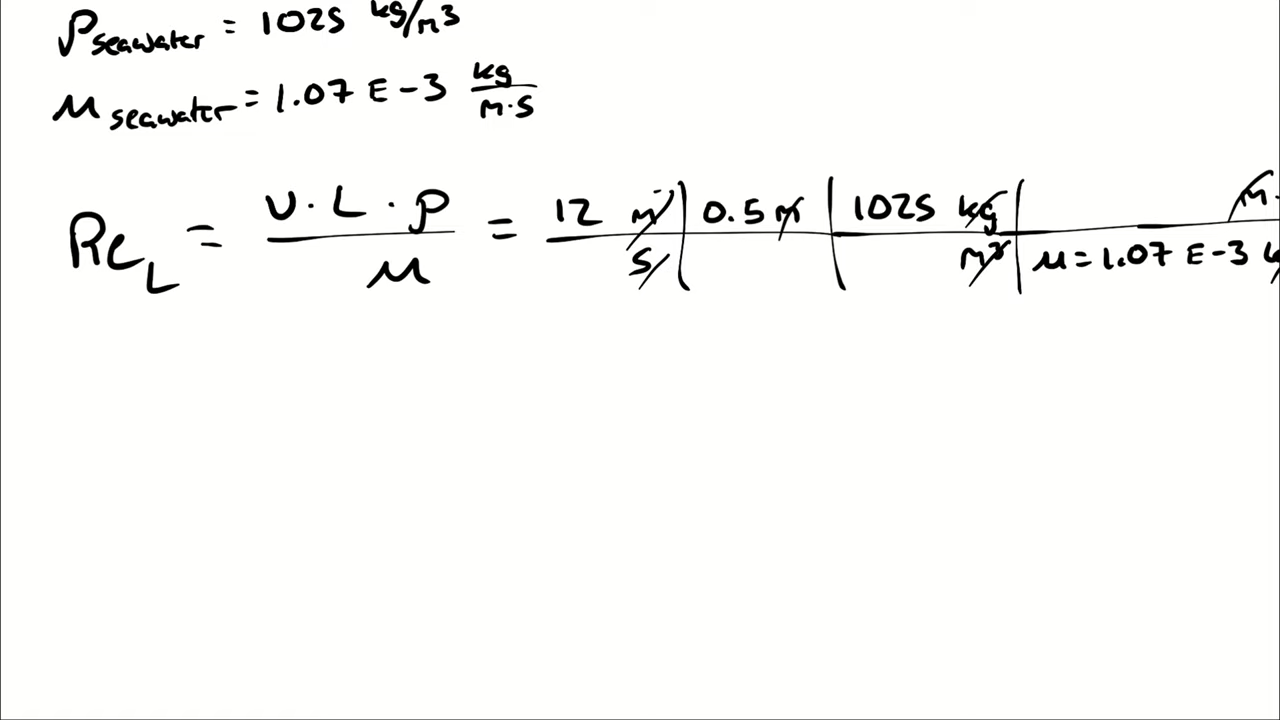 ρseawater = 1025 kg/m3
μseawater = 1.07 E-3 kg/m·s
ReL = U·L·ρ/μ = 12 m/s | 0.5 m | 1025 kg/m3 | m·/μ = 1.07 E-3